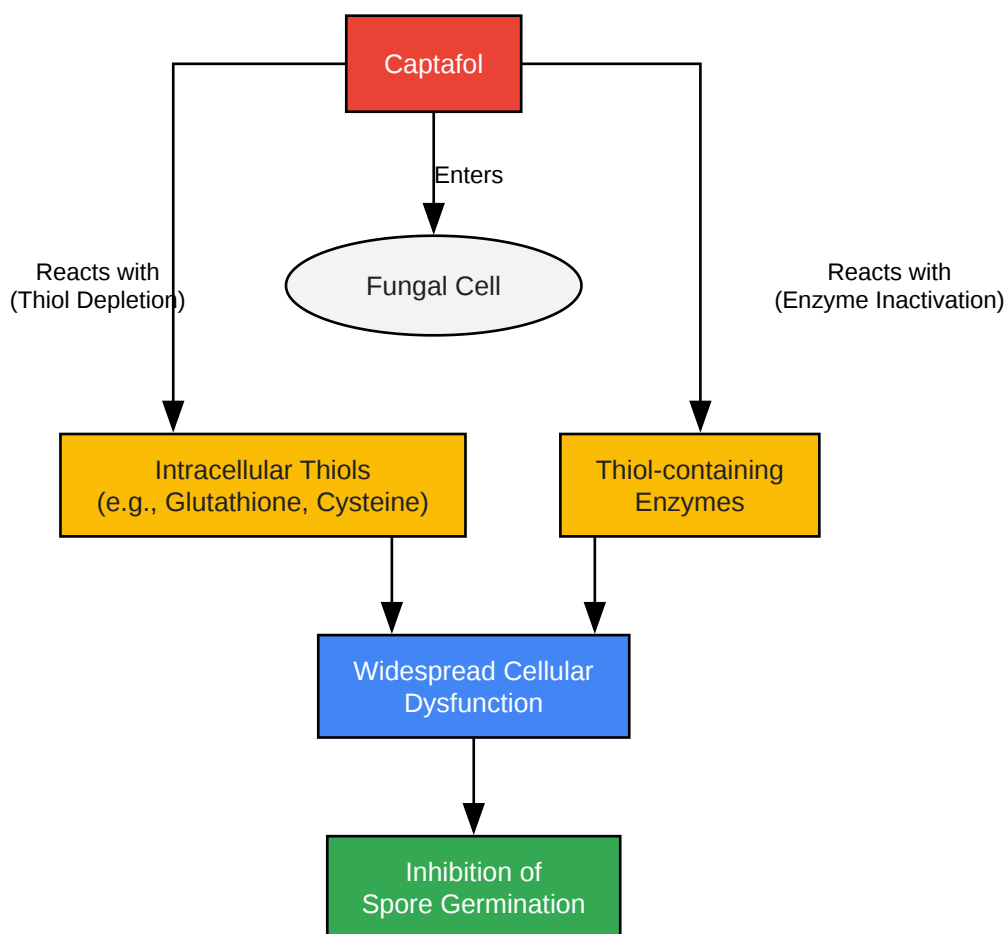 Captafol
Enters
Fungal Cell
Reacts with
(Thiol Depletion)
Reacts with
(Enzyme Inactivation)
Intracellular Thiols
(e.g., Glutathione, Cysteine)
Thiol-containing
Enzymes
Widespread Cellular
Dysfunction
Inhibition of
Spore Germination